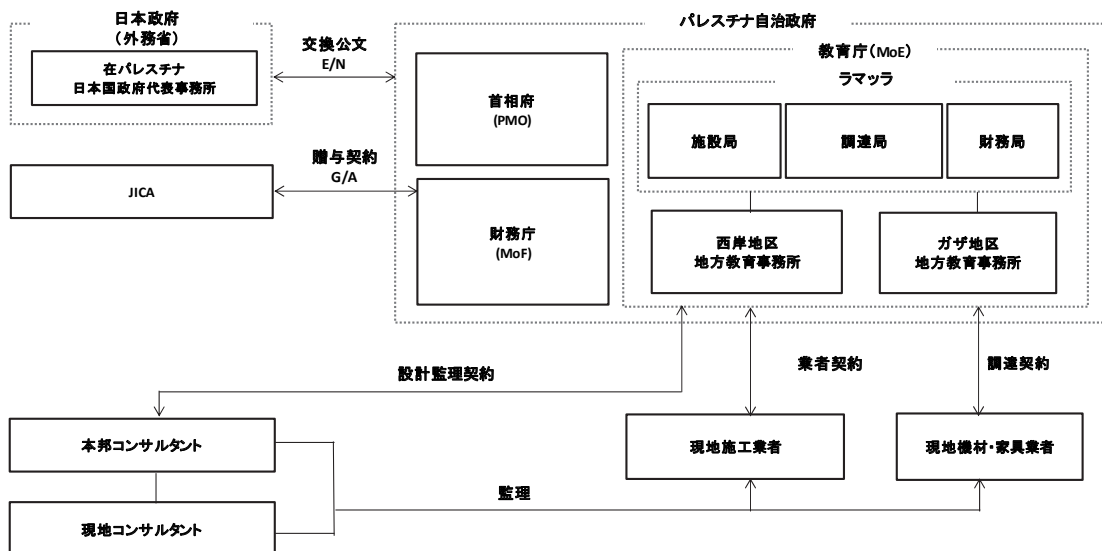 日本政府
（外務省）
在パレスチナ
日本国政府代表事務所
交換公文
E/N
パレスチナ自治政府
教育庁（MoE）
ラマッラ
首相府
(PMO)
施設局
調達局
財務局
JICA
贈与契約
G/A
財務庁
(MoF)
西岸地区
地方教育事務所
ガザ地区
地方教育事務所
設計監理契約
業者契約
調達契約
本邦コンサルタント
現地施工業者
現地機材・家具業者
監理
現地コンサルタント